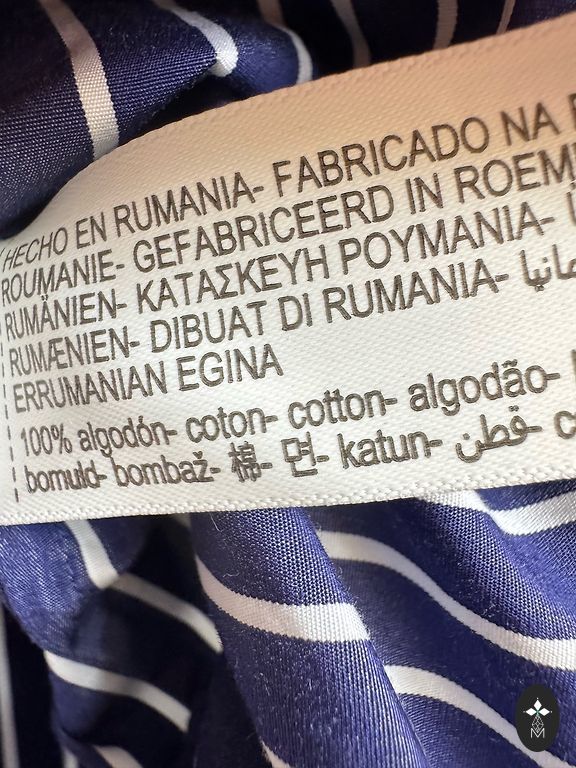 HECHO EN RUMANIA- FABRICADO NA
ROUMANIE- GEFABRICEERD IN ROEM
RUMÄNIEN- ΚΑΤΑΣΚΕΥΗ ΡΟΥΜΑΝΙΑ-
RUMÆNIEN- DIBUAT DI RUMANIA-
ERRUMANIAN EGINA
100% algodón- coton- cotton- algodão-
bomuld- bombaž- 棉- 면- katun- قطن- c